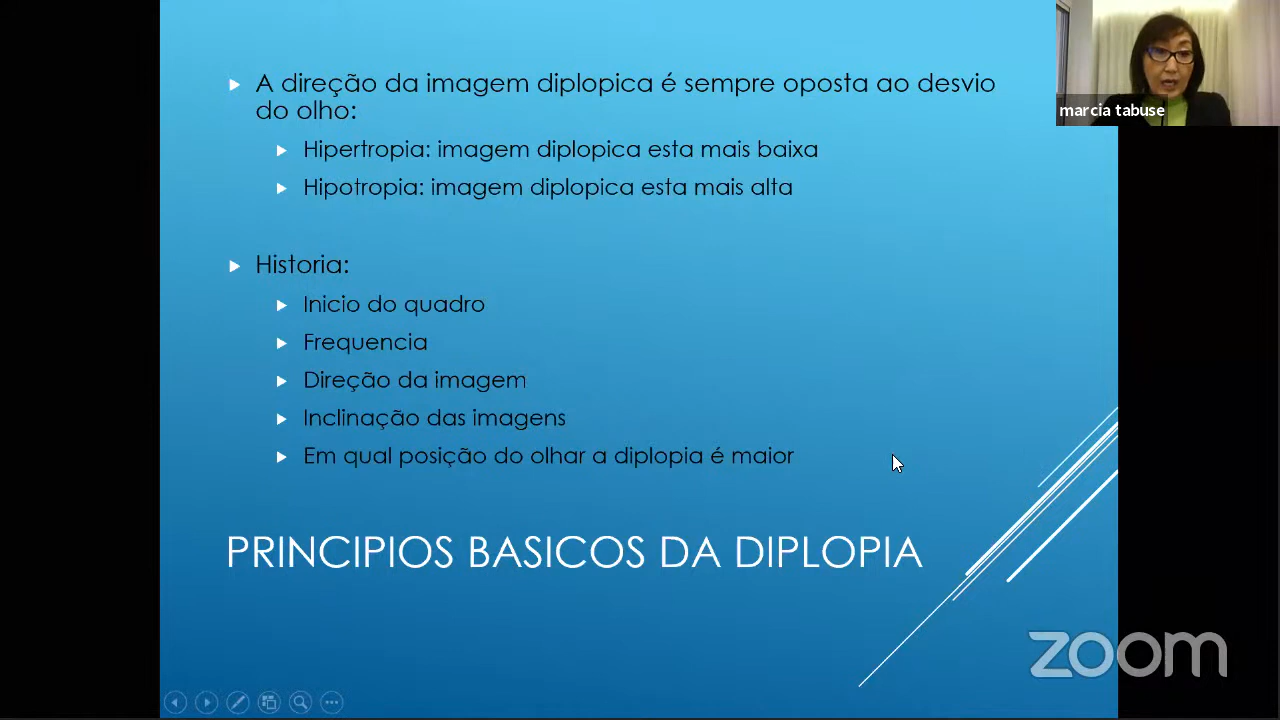 A direção da imagem diplopica é sempre oposta ao desvio
do olho:
Hipertropia: imagem diplopica esta mais baixa
Hipotropia: imagem diplopica esta mais alta
Historia:
Inicio do quadro
Frequencia
Direção da imagem
Inclinação das imagens
Em qual posição do olhar a diplopia é maior
PRINCIPIOS BASICOS DA DIPLOPIA
marcia tabuse
zoom